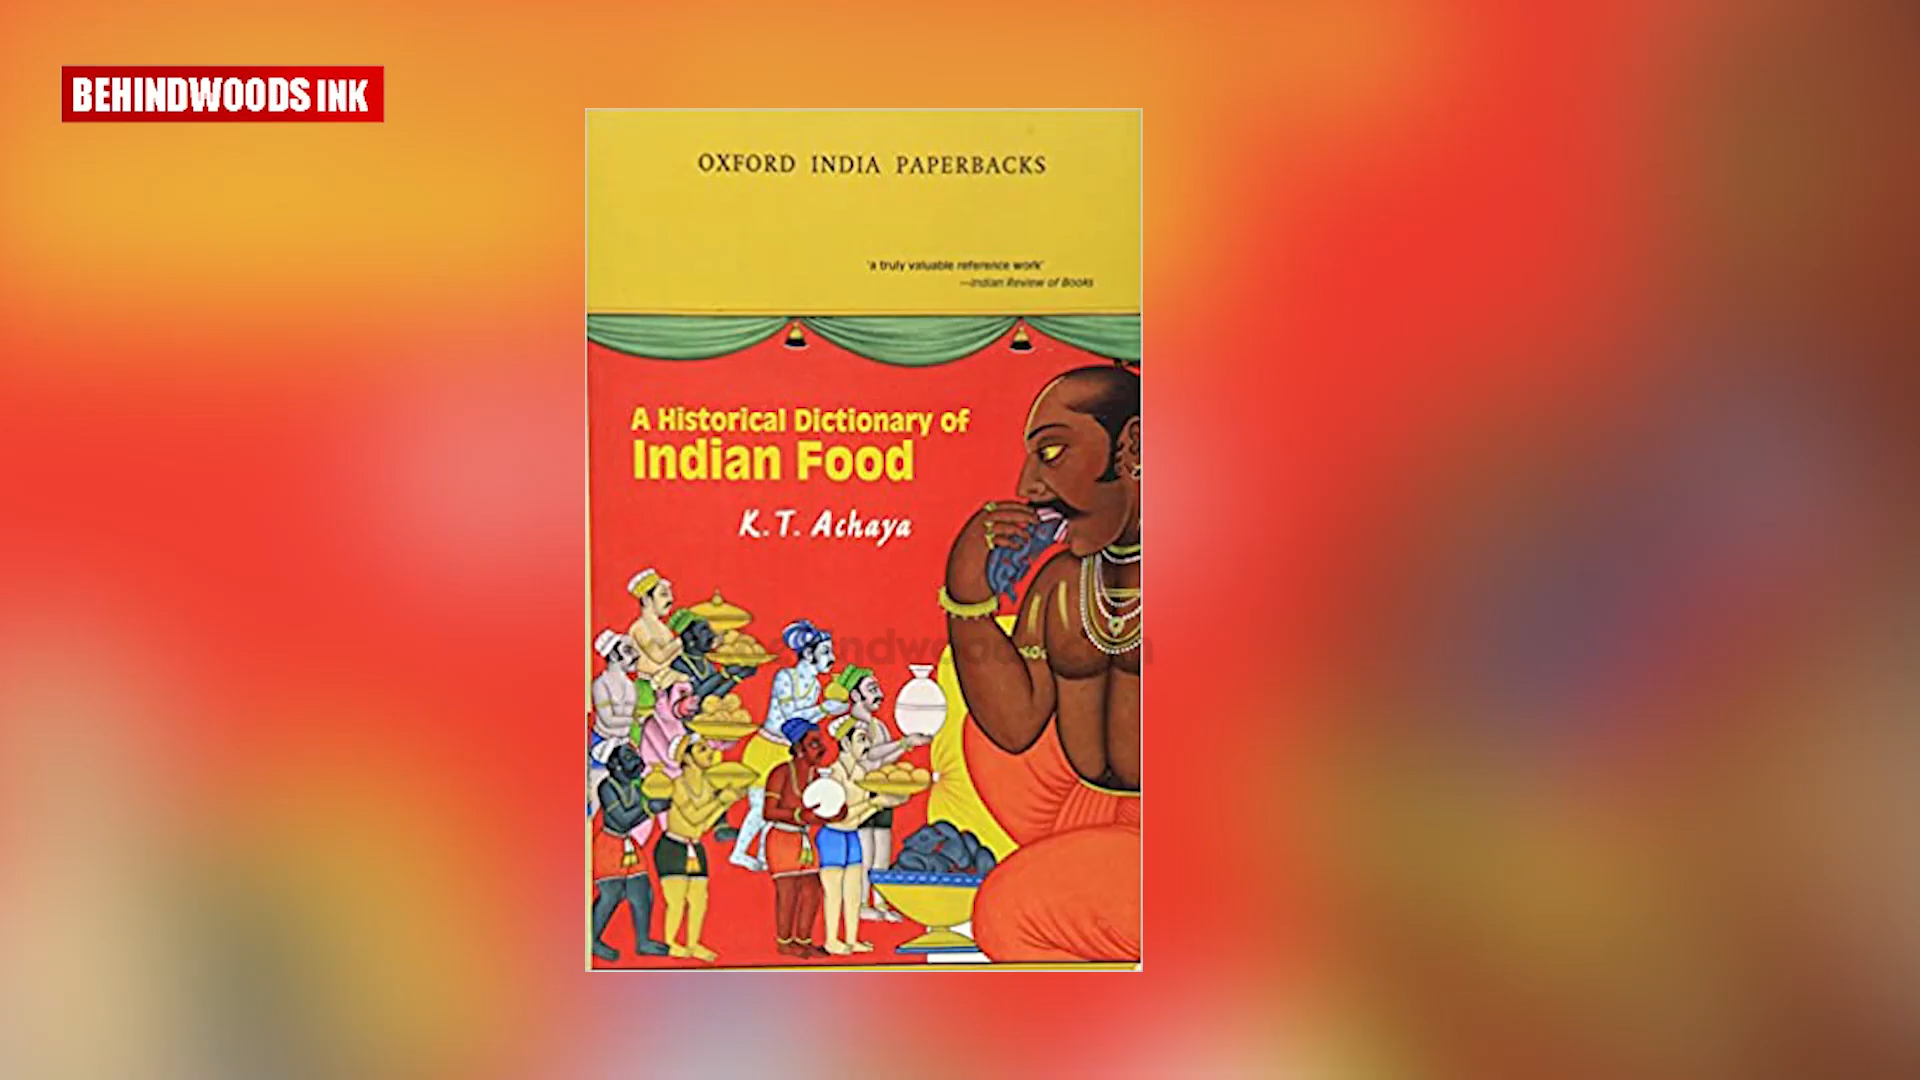 BEHINDWOODS INK
OXFORD INDIA PAPERBACKS
'a truly valuable reference work'
—Indian Review of Books
A Historical Dictionary of
Indian Food
K.T. Achaya